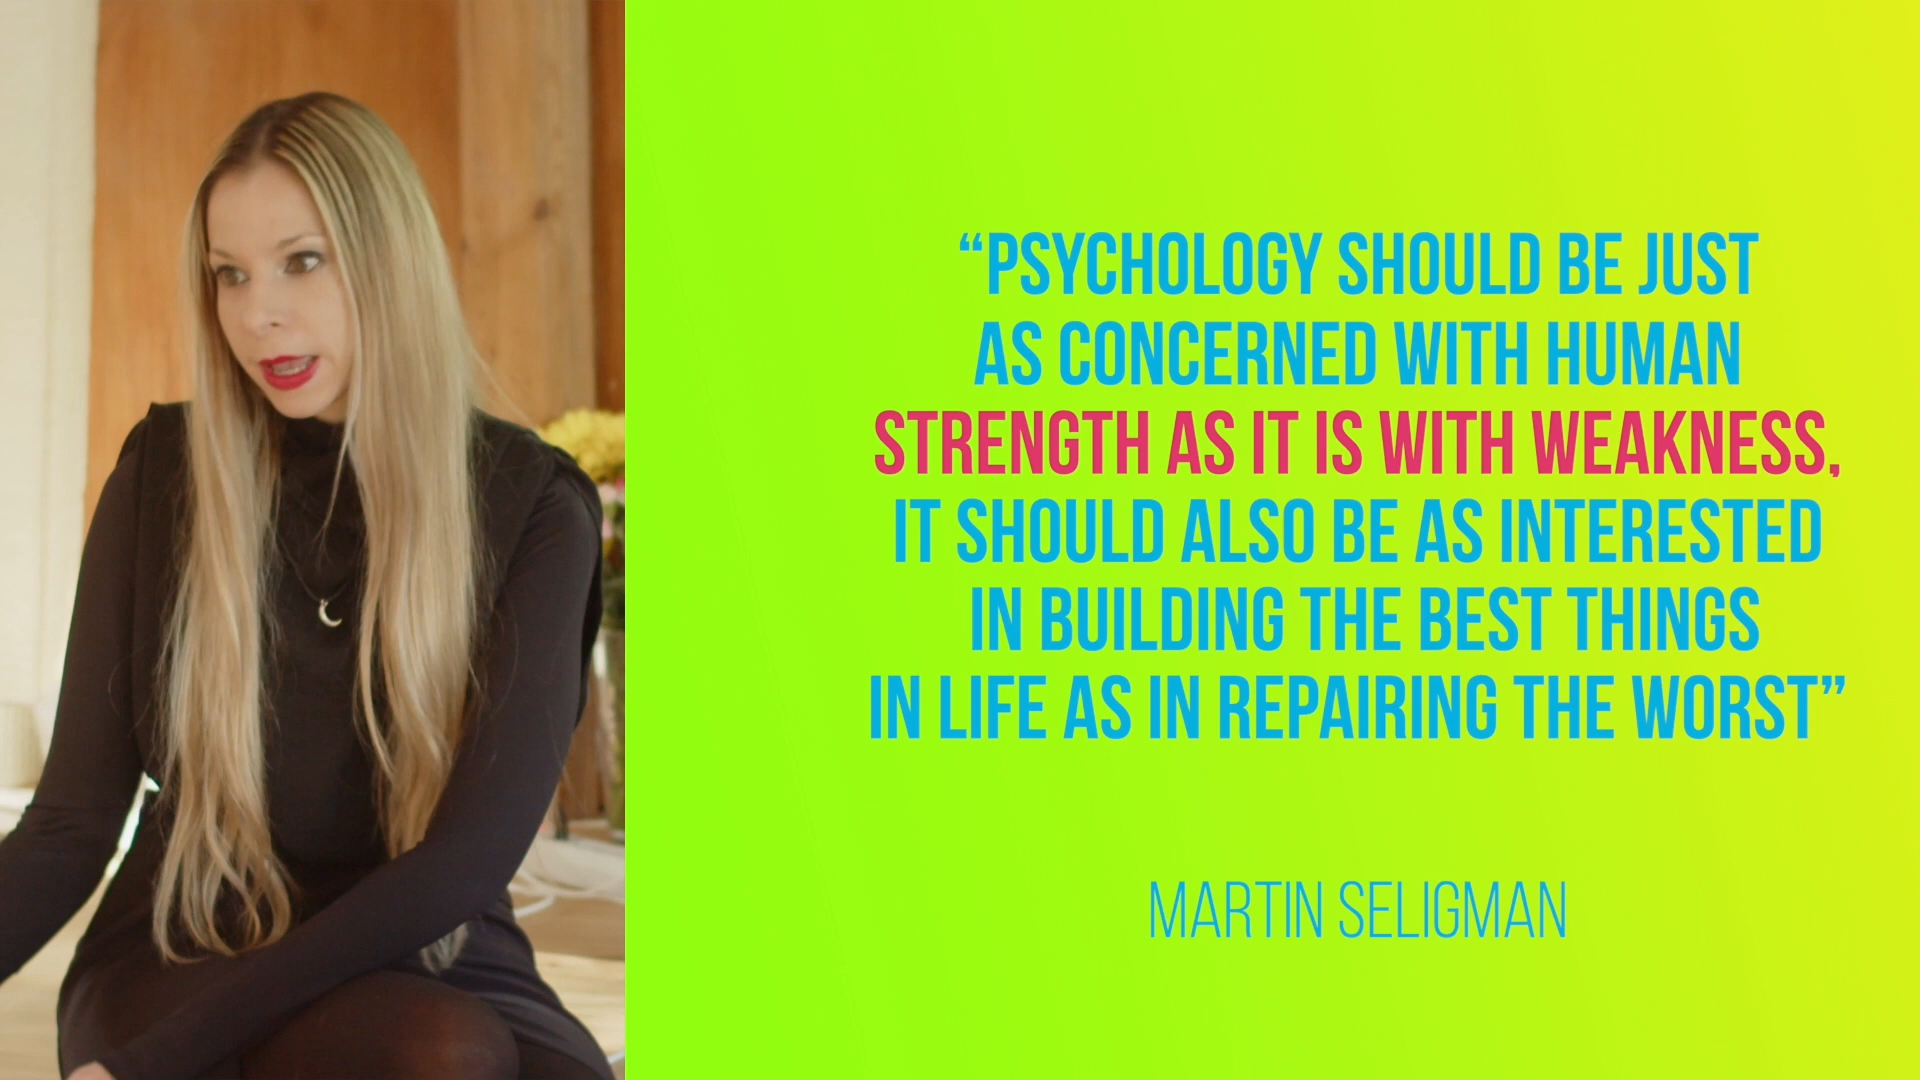 “PSYCHOLOGY SHOULD BE JUST
AS CONCERNED WITH HUMAN
STRENGTH AS IT IS WITH WEAKNESS,
IT SHOULD ALSO BE AS INTERESTED
IN BUILDING THE BEST THINGS
IN LIFE AS IN REPAIRING THE WORST”
MARTIN SELIGMAN